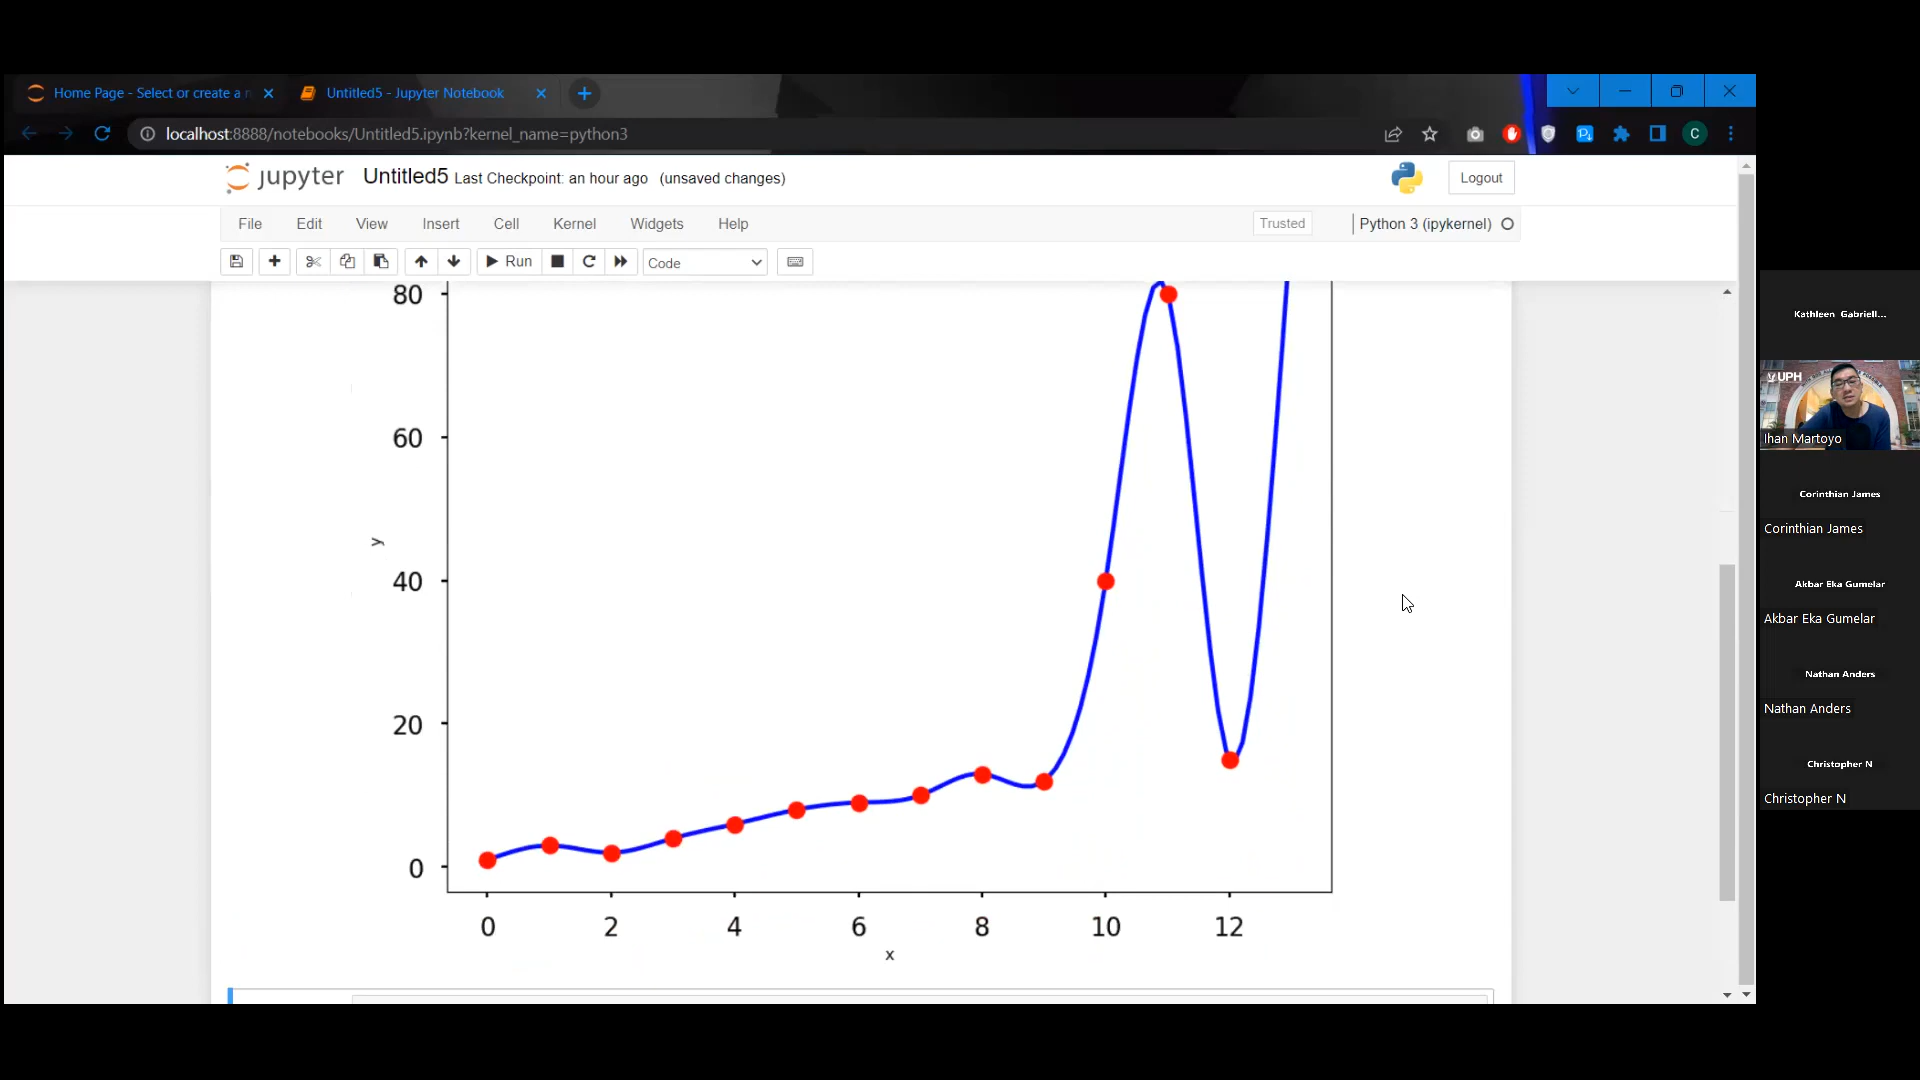 Home Page - Select or create a n
Untitled5 - Jupyter Notebook
localhost:8888/notebooks/Untitled5.ipynb?kernel_name=python3
C
jupyter Untitled5 Last Checkpoint: an hour ago (unsaved changes)
Logout
File Edit View Insert Cell Kernel Widgets Help
Trusted
Python 3 (ipykernel)
Run
Code
80
60
y
40
20
0
0 2 4 6 8 10 12
x
Kathleen Gabriell...
UPH
Ihan Martoyo
Corinthian James
Corinthian James
Akbar Eka Gumelar
Akbar Eka Gumelar
Nathan Anders
Nathan Anders
Christopher N
Christopher N